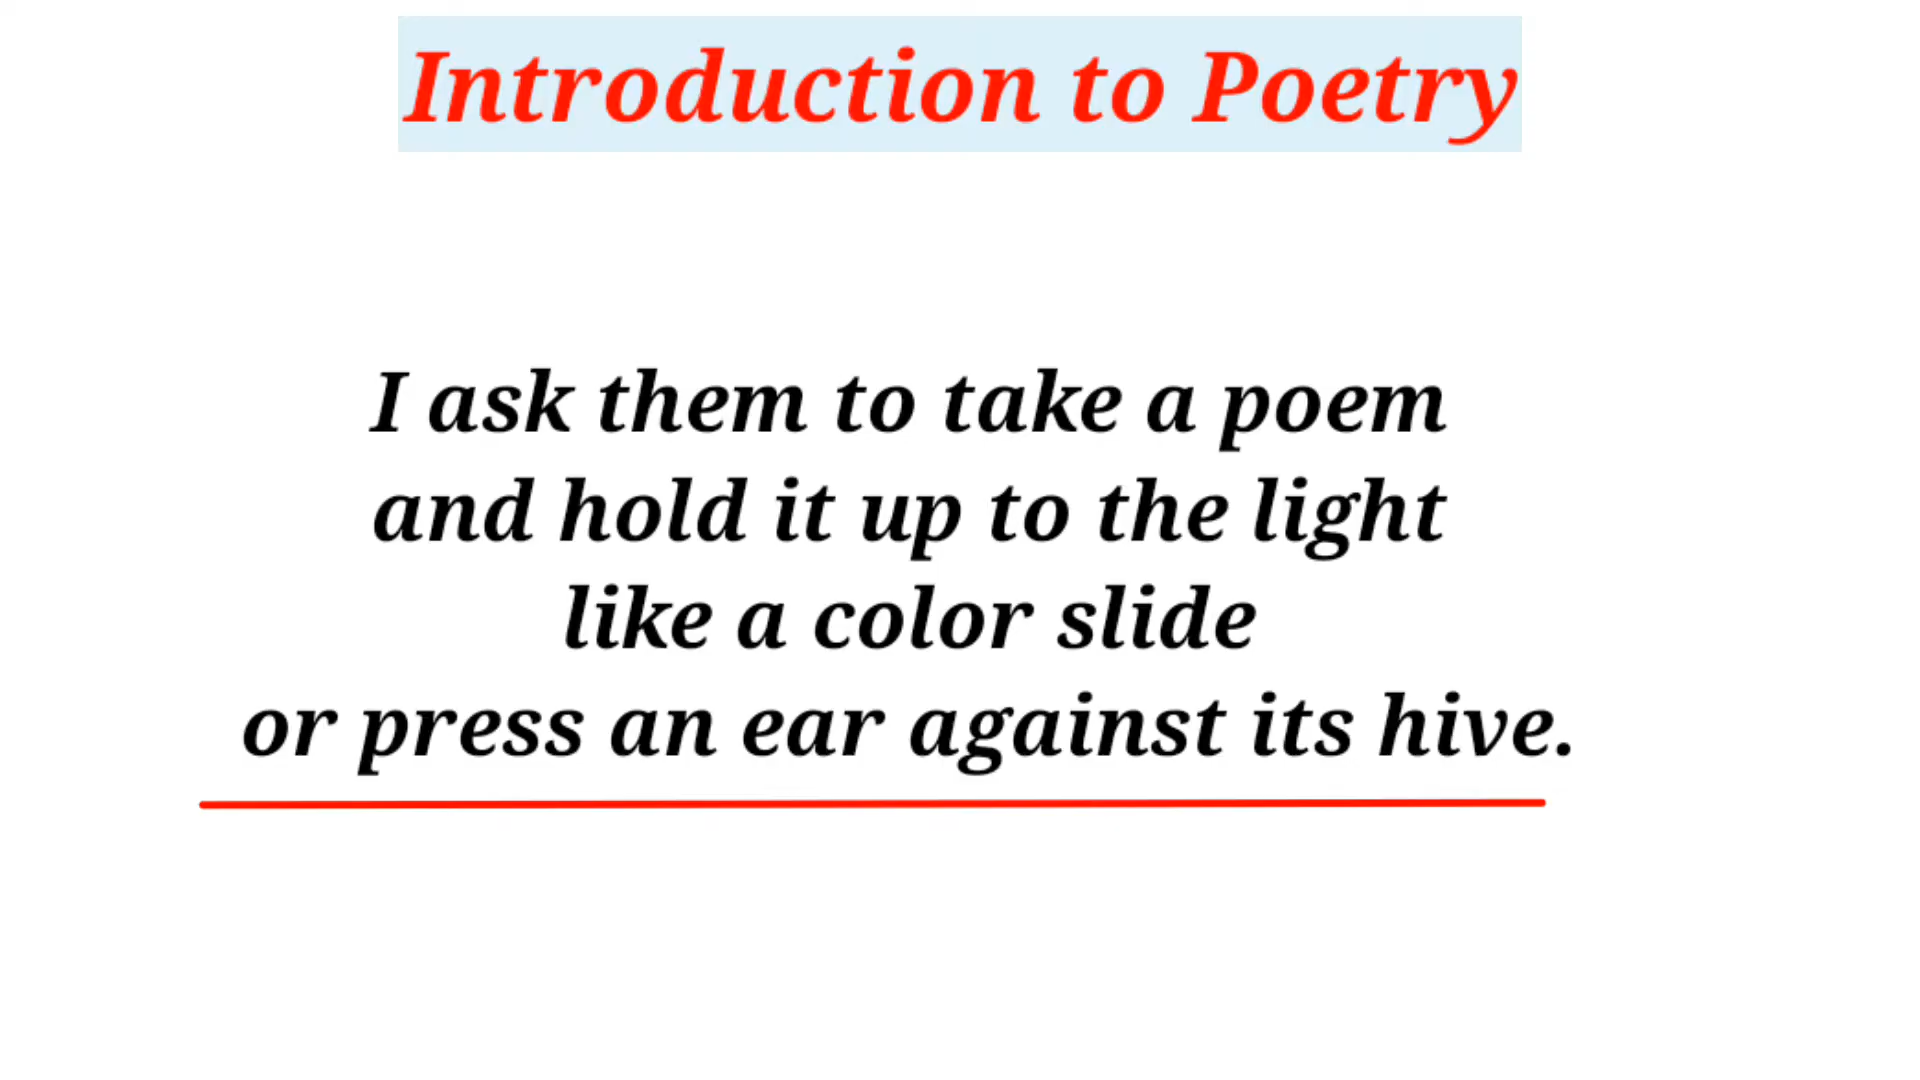 Introduction to Poetry
I ask them to take a poem
and hold it up to the light
like a color slide
or press an ear against its hive.